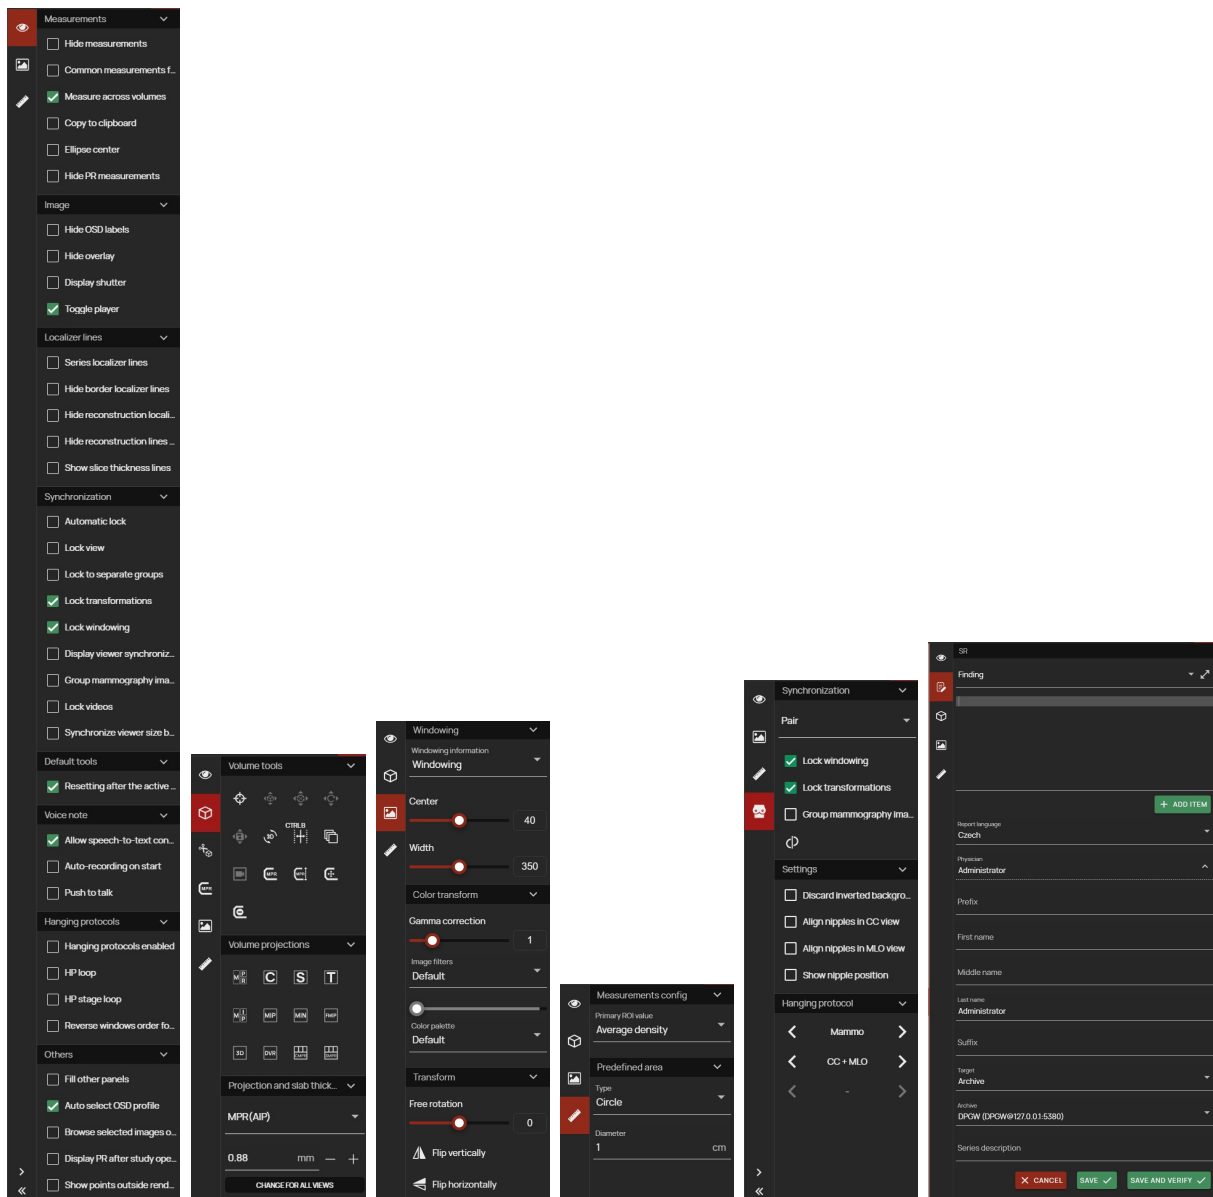 Measurements
Hide measurements
Common measurements f...
Measure across volumes
Copy to clipboard
Ellipse center
Hide PR measurements
Image
Hide OSD labels
Hide overlay
Display shutter
Toggle player
Localizer lines
Series localizer lines
Hide border localizer lines
Hide reconstruction locali...
Hide reconstruction lines ...
Show slice thickness lines
Synchronization
Automatic lock
Lock view
Lock to separate groups
Lock transformations
Lock windowing
Display viewer synchroniz...
Group mammography ima...
Lock videos
Synchronize viewer size b...
Default tools
Resetting after the active ...
Voice note
Allow speech-to-text con...
Auto-recording on start
Push to talk
Hanging protocols
Hanging protocols enabled
HP loop
HP stage loop
Reverse windows order fo...
Others
Fill other panels
Auto select OSD profile
Browse selected images o...
Display PR after study ope...
Show points outside rend...
Volume tools
3D
CTRLB
MPR
MPR
Volume projections
MPR
C
S
T
MIP
MIP
MIN
FMIP
3D
DVR
Projection and slab thick...
MPR(AIP)
0.88 mm
CHANGE FOR ALL VIEWS
MPR
Windowing
Windowing information
Windowing
Center
40
Width
350
Color transform
Gamma correction
1
Image filters
Default
Color palette
Default
Transform
Free rotation
0
Flip vertically
Flip horizontally
Measurements config
Primary ROI value
Average density
Predefined area
Type
Circle
Diameter
1 cm
Synchronization
Pair
Lock windowing
Lock transformations
Group mammography ima...
Settings
Discard inverted backgro...
Align nipples in CC view
Align nipples in MLO view
Show nipple position
Hanging protocol
Mammo
CC + MLO
-
SR
Finding
+ ADD ITEM
Report language
Czech
Physician
Administrator
Prefix
First name
Middle name
Last name
Administrator
Suffix
Target
Archive
Archive
DPGW (DPGW@127.0.0.1:5380)
Series description
CANCEL
SAVE
SAVE AND VERIFY